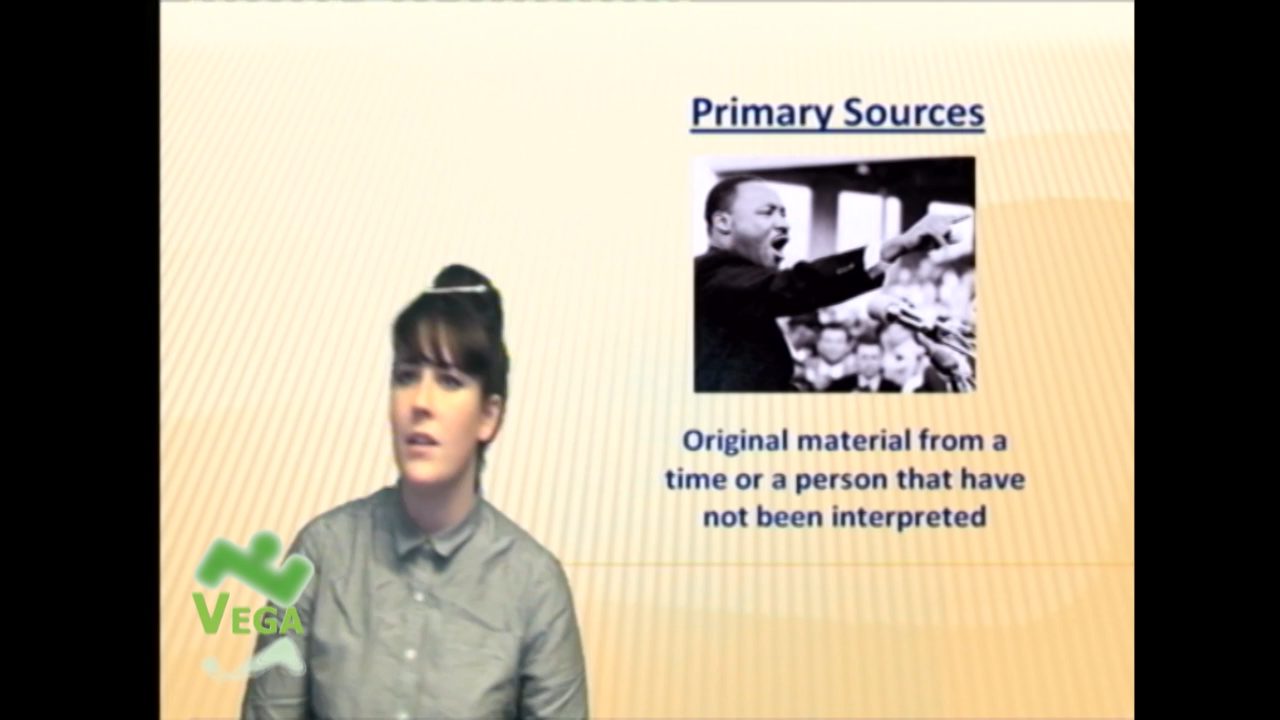 Primary Sources
Original material from a
time or a person that have
not been interpreted
VEGA